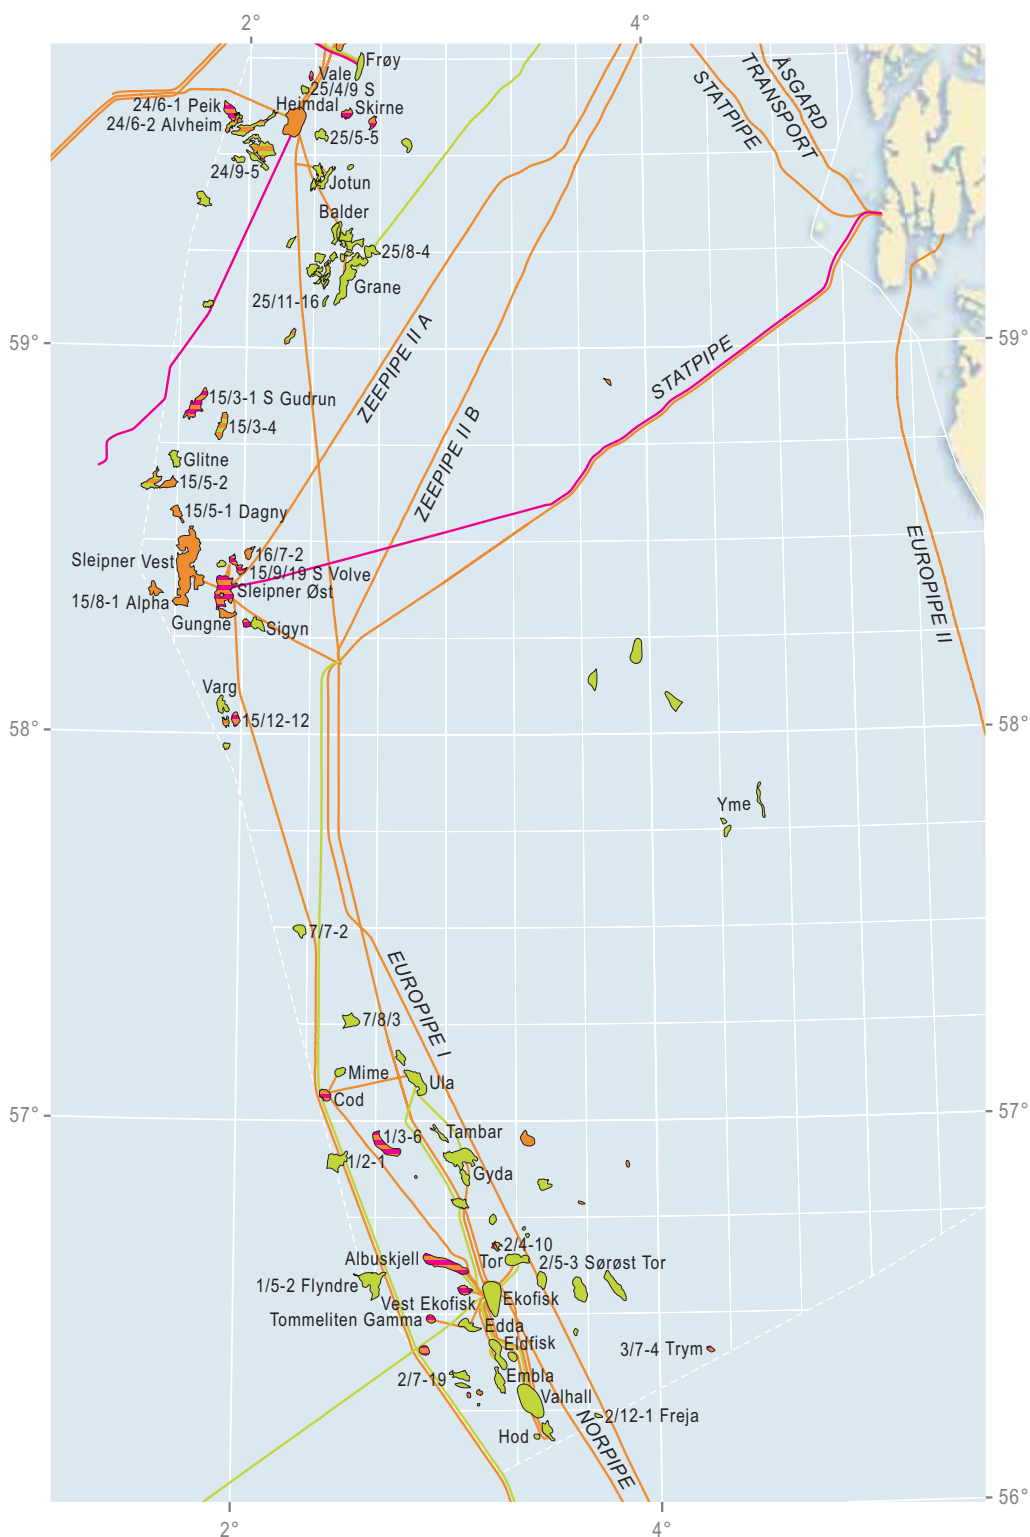 2°
4°
Frøy
Vale
25/4/9 S
24/6-1 Peik
Heimdal
Skirne
24/6-2 Alvheim
25/5-5
24/9-5
Jotun
Balder
25/8-4
Grane
25/11-16
STATPIPE
ÅSGARD
TRANSPORT
59°
59°
ZEEPIPE II A
STATPIPE
15/3-1 S Gudrun
15/3-4
ZEEPIPE II B
Glitne
15/5-2
15/5-1 Dagny
Sleipner Vest
16/7-2
15/9/19 S Volve
Sleipner Øst
15/8-1 Alpha
Gungne
Sigyn
EUROPIPE II
Varg
15/12-12
58°
58°
Yme
7/7-2
EUROPIPE I
7/8/3
Mime
Ula
Cod
57°
57°
1/3-6
Tambar
1/2-1
Gyda
2/4-10
Albuskjell
Tor
2/5-3 Sørøst Tor
1/5-2 Flyndre
Vest Ekofisk
Ekofisk
Tommeliten Gamma
Edda
Eldfisk
3/7-4 Trym
2/7-19
Embla
Valhall
2/12-1 Freja
Hod
NORPIPE
56°
2°
4°